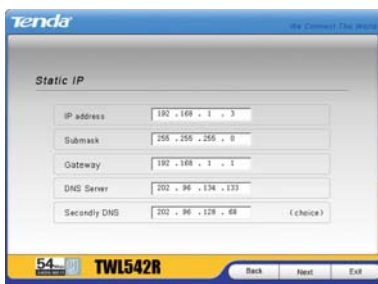 Tenda
We Connect The World
Static IP
IP address 192 . 168 . 1 . 3
Submask 255 . 255 . 255 . 0
Gateway 192 . 168 . 1 . 1
DNS Server 202 . 96 . 134 . 133
Secondly DNS 202 . 96 . 128 . 68 (choice)
54
TWL542R
Back Next Exit